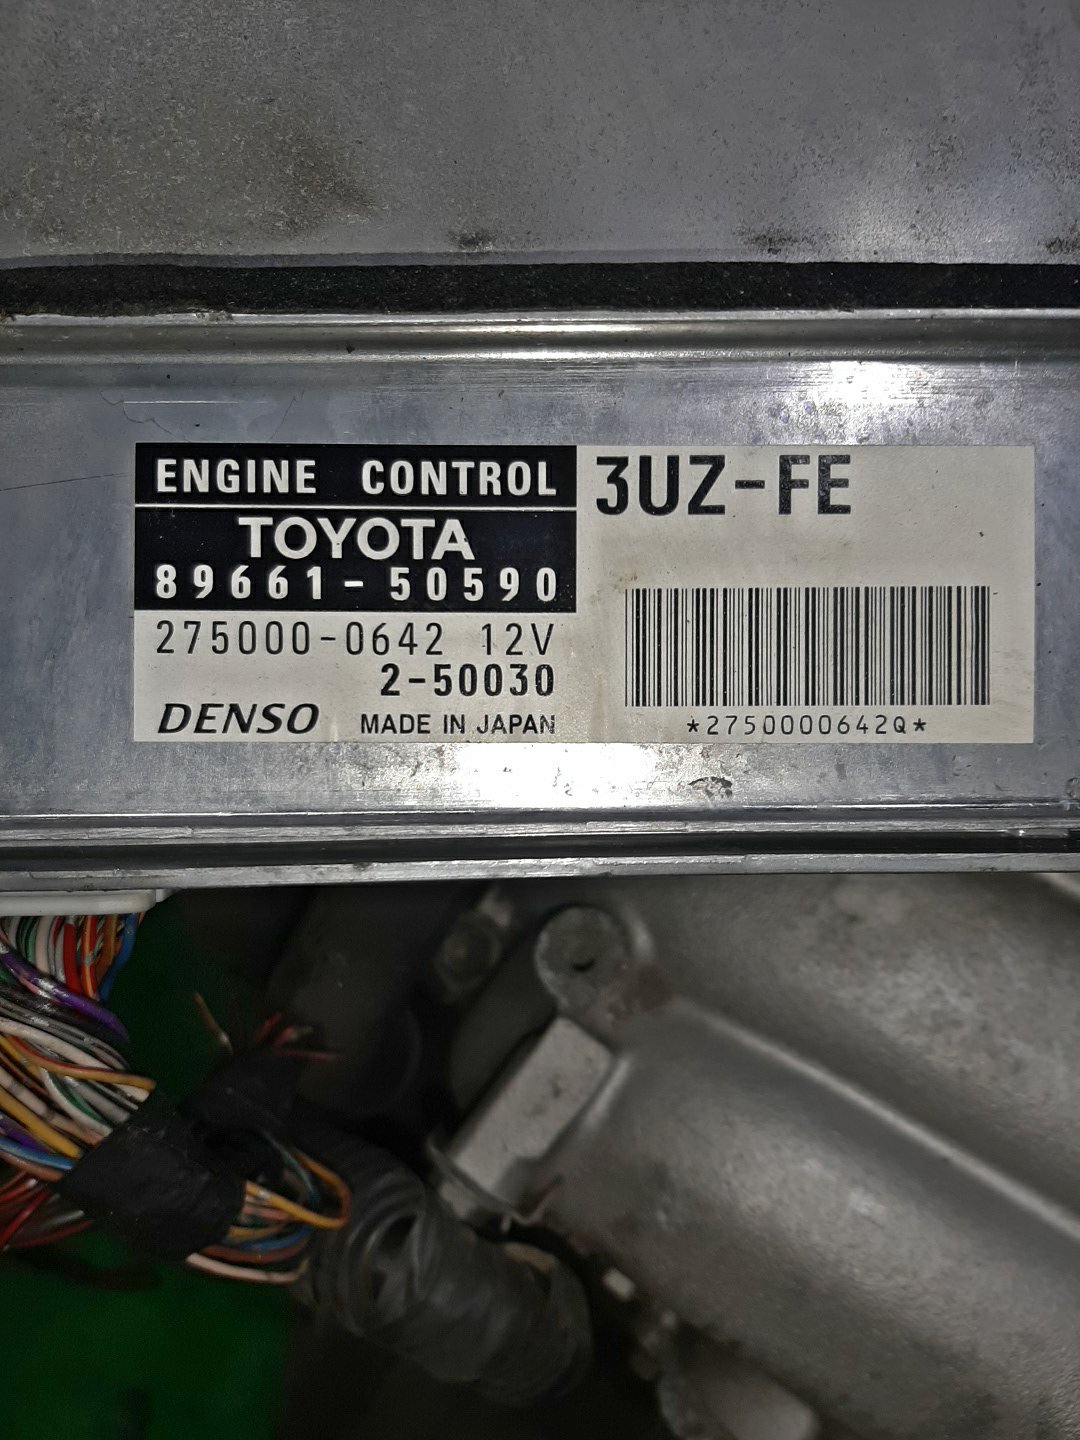 ENGINE CONTROL
TOYOTA
89661-50590
275000-0642 12V
2-50030
DENSO MADE IN JAPAN
3UZ-FE
*2750000642Q*